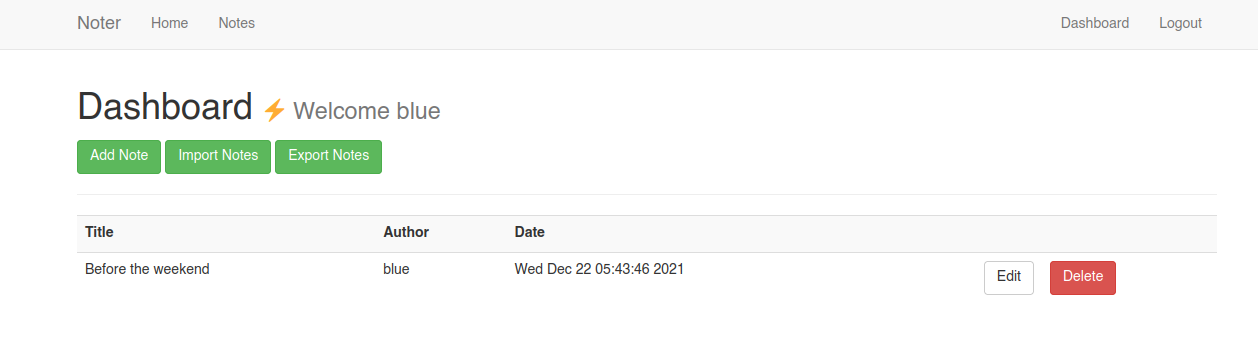 Noter Home Notes Dashboard Logout
Dashboard ⚡ Welcome blue
Add Note Import Notes Export Notes
Title Author Date
Before the weekend blue Wed Dec 22 05:43:46 2021 Edit Delete